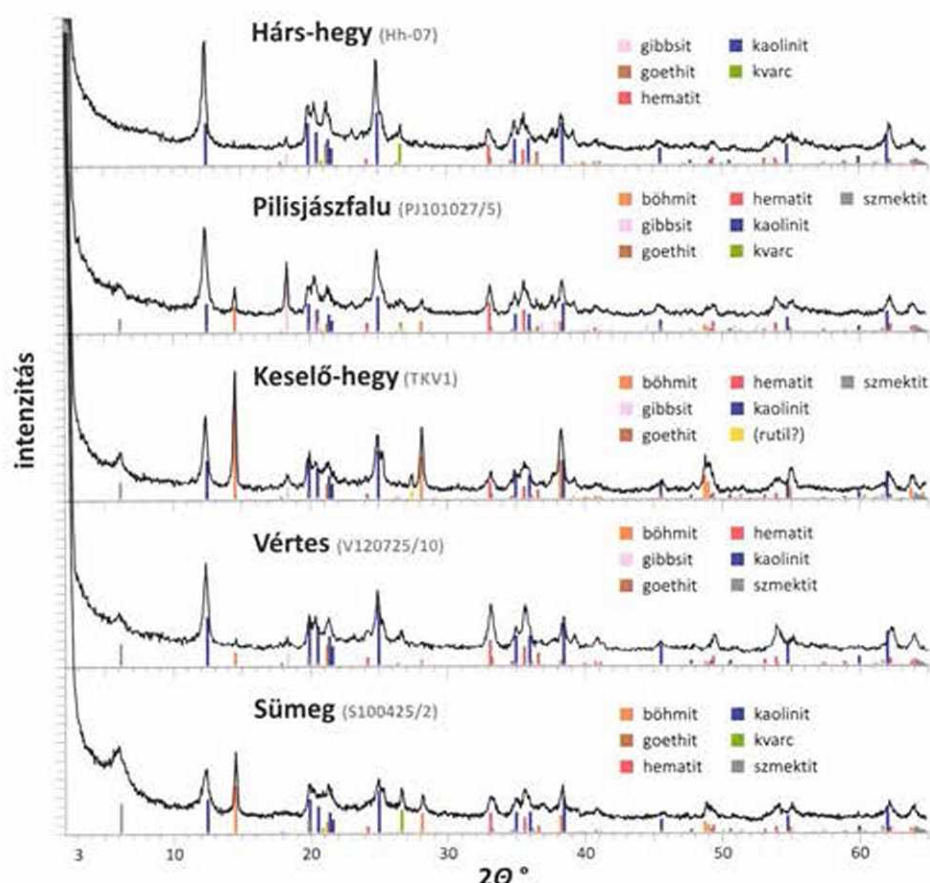 Hárs-hegy (Hh-07)
gibbsit kaolinit
goethit kvarc
hematit
Pilisjászfalu (PJ101027/5)
böhmit hematit szmektit
gibbsit kaolinit
goethit kvarc
Keselő-hegy (TKV1)
böhmit hematit szmektit
gibbsit kaolinit
goethit (rutil?)
Vértes (V120725/10)
böhmit hematit
gibbsit kaolinit
goethit szmektit
Sümeg (S100425/2)
böhmit kaolinit
goethit kvarc
hematit szmektit
intenzitás
3 10 20 30 40 50 60
2Θ °